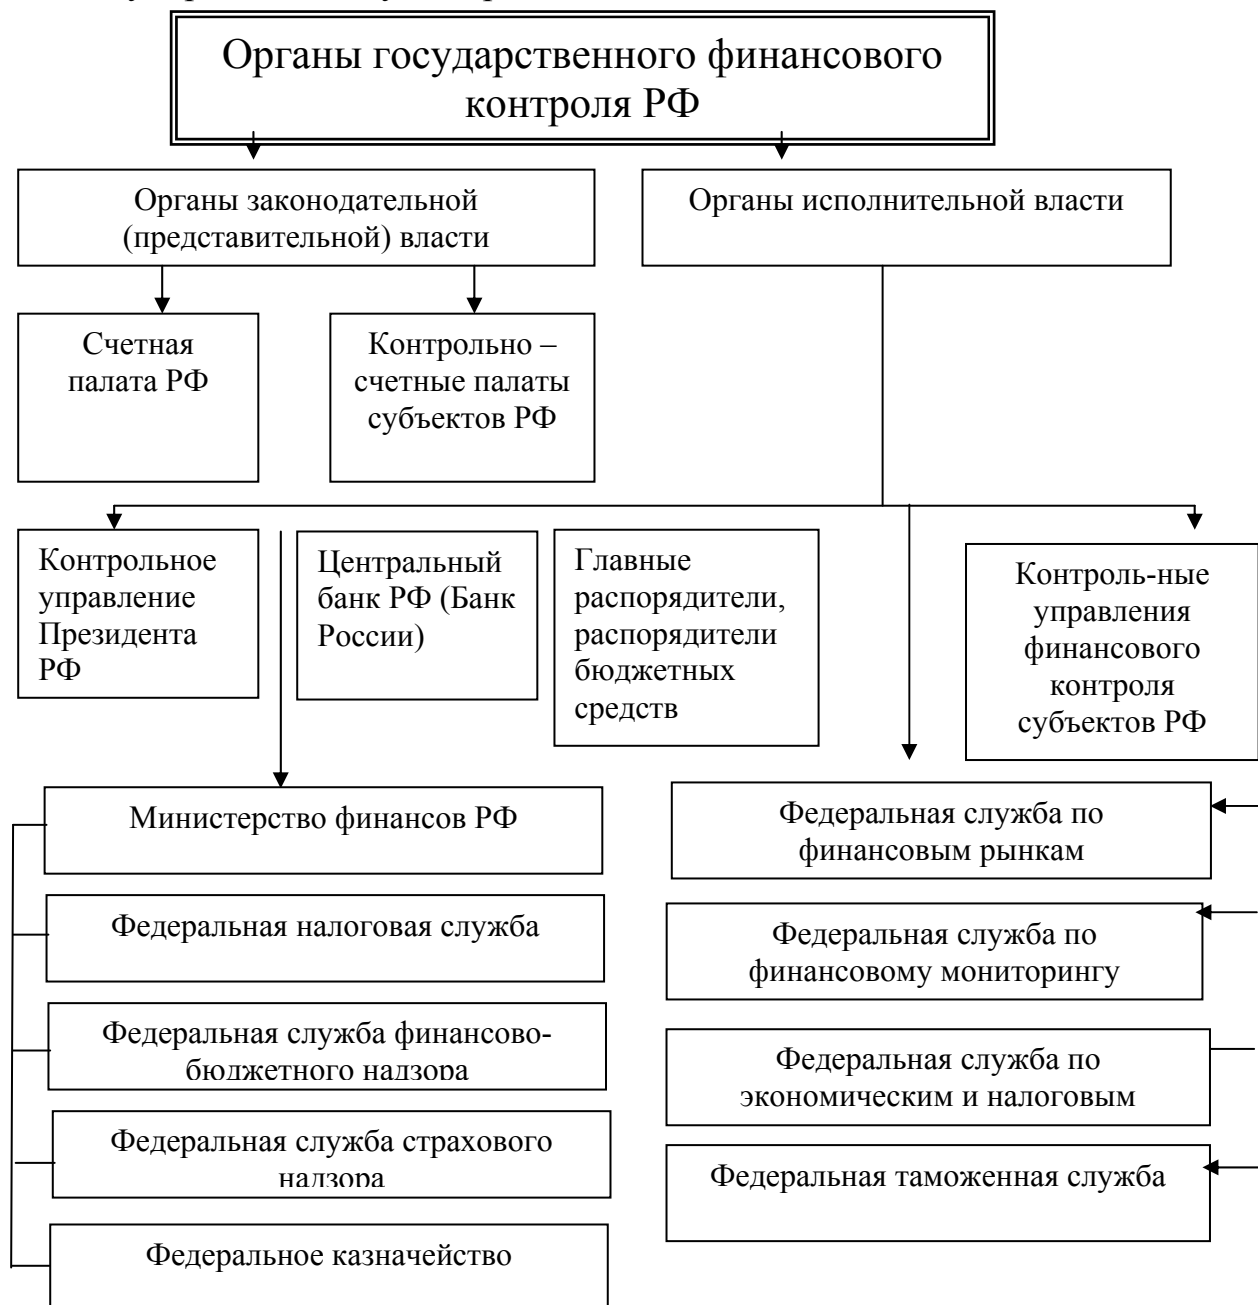 Органы государственного финансового
контроля РФ
Органы законодательной
(представительной) власти
Органы исполнительной власти
Счетная
палата РФ
Контрольно –
счетные палаты
субъектов РФ
Контрольное
управление
Президента
РФ
Центральный
банк РФ (Банк
России)
Главные
распорядители,
распорядители
бюджетных
средств
Контроль-ные
управления
финансового
контроля
субъектов РФ
Министерство финансов РФ
Федеральная налоговая служба
Федеральная служба финансово-
бюджетного надзора
Федеральная служба страхового
надзора
Федеральное казначейство
Федеральная служба по
финансовым рынкам
Федеральная служба по
финансовому мониторингу
Федеральная служба по
экономическим и налоговым
Федеральная таможенная служба